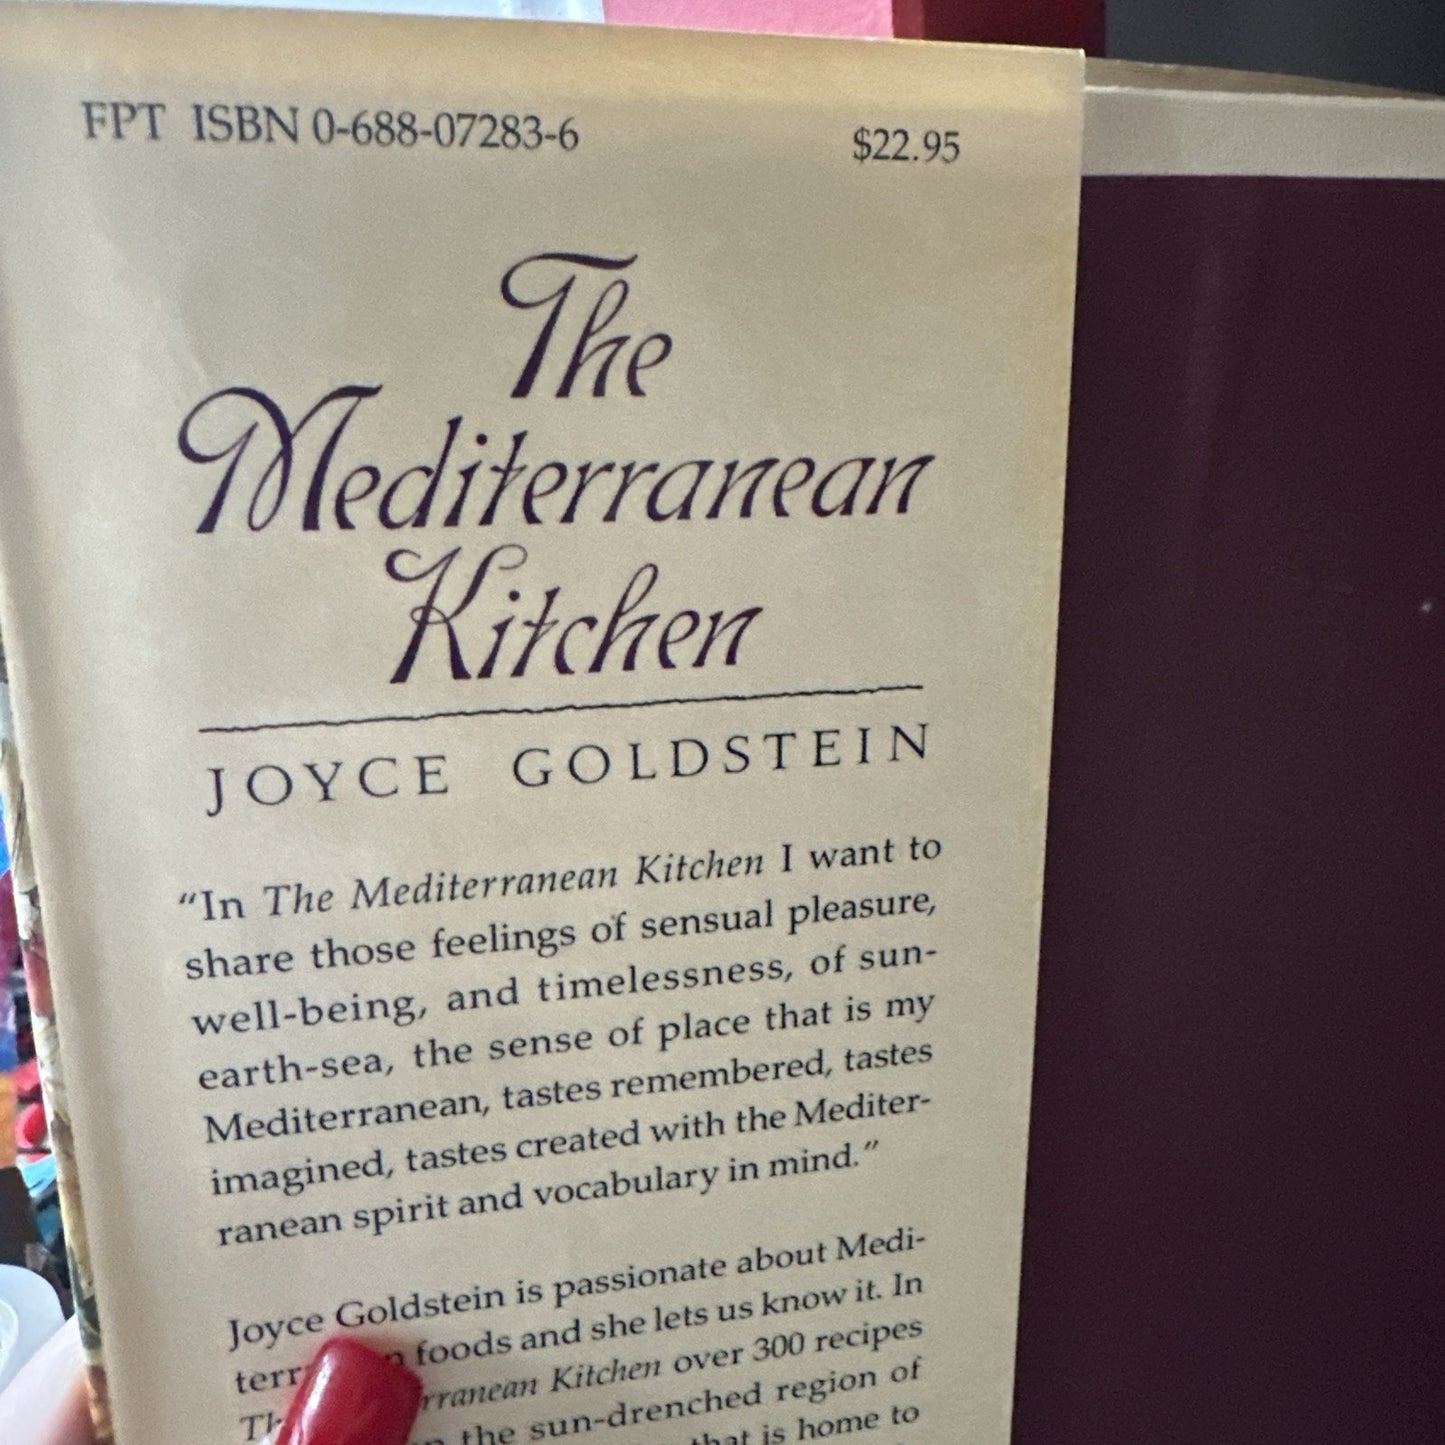 FPT ISBN 0-688-07283-6 $22.95
The
Mediterranean
Kitchen
JOYCE GOLDSTEIN
“In The Mediterranean Kitchen I want to
share those feelings of sensual pleasure,
well-being, and timelessness, of sun-
earth-sea, the sense of place that is my
Mediterranean, tastes remembered, tastes
imagined, tastes created with the Mediter-
ranean spirit and vocabulary in mind.”
Joyce Goldstein is passionate about Medi-
foods and she lets us know it. In
Kitchen over 300 recipes
the sun-drenched region of
that is home to